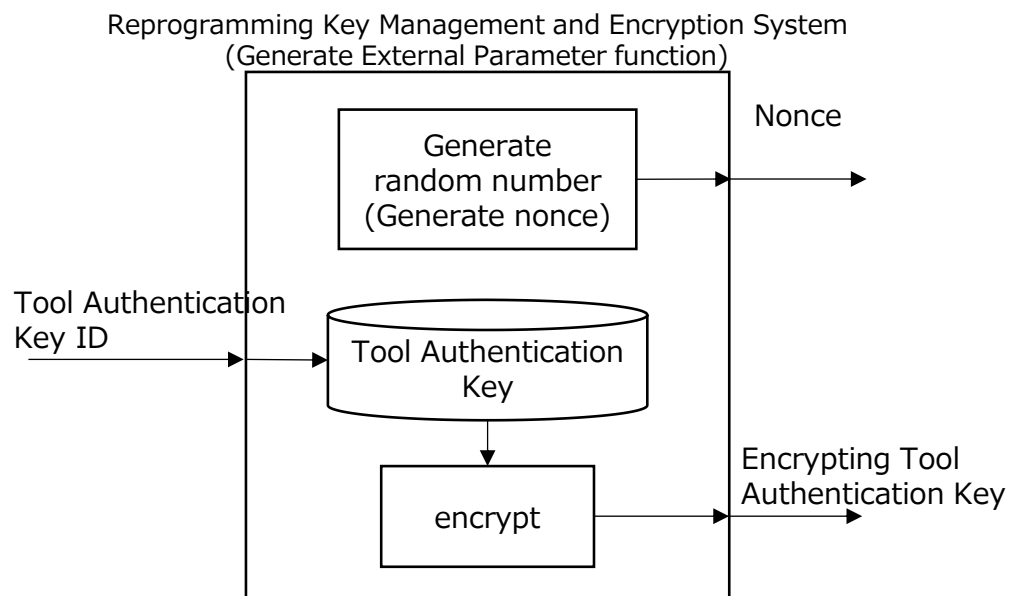 Reprogramming Key Management and Encryption System
(Generate External Parameter function)
Nonce
Generate
random number
(Generate nonce)
Tool Authentication
Key ID
Tool Authentication
Key
encrypt
Encrypting Tool
Authentication Key